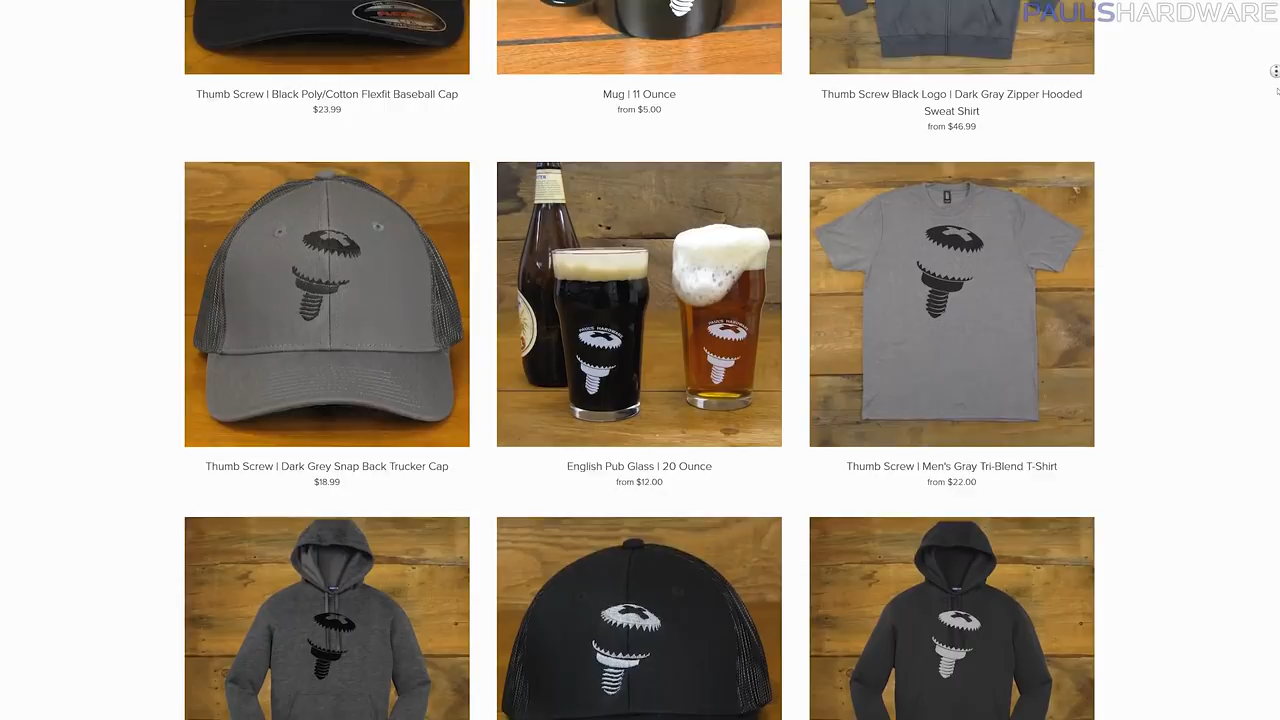 PAUL'SHARDWARE
Thumb Screw | Black Poly/Cotton Flexfit Baseball Cap
$23.99
Mug | 11 Ounce
from $5.00
Thumb Screw Black Logo | Dark Gray Zipper Hooded
Sweat Shirt
from $46.99
PAUL'S HARDWARE
PAUL'S HARDWARE
Thumb Screw | Dark Grey Snap Back Trucker Cap
$18.99
English Pub Glass | 20 Ounce
from $12.00
Thumb Screw | Men's Gray Tri-Blend T-Shirt
from $22.00